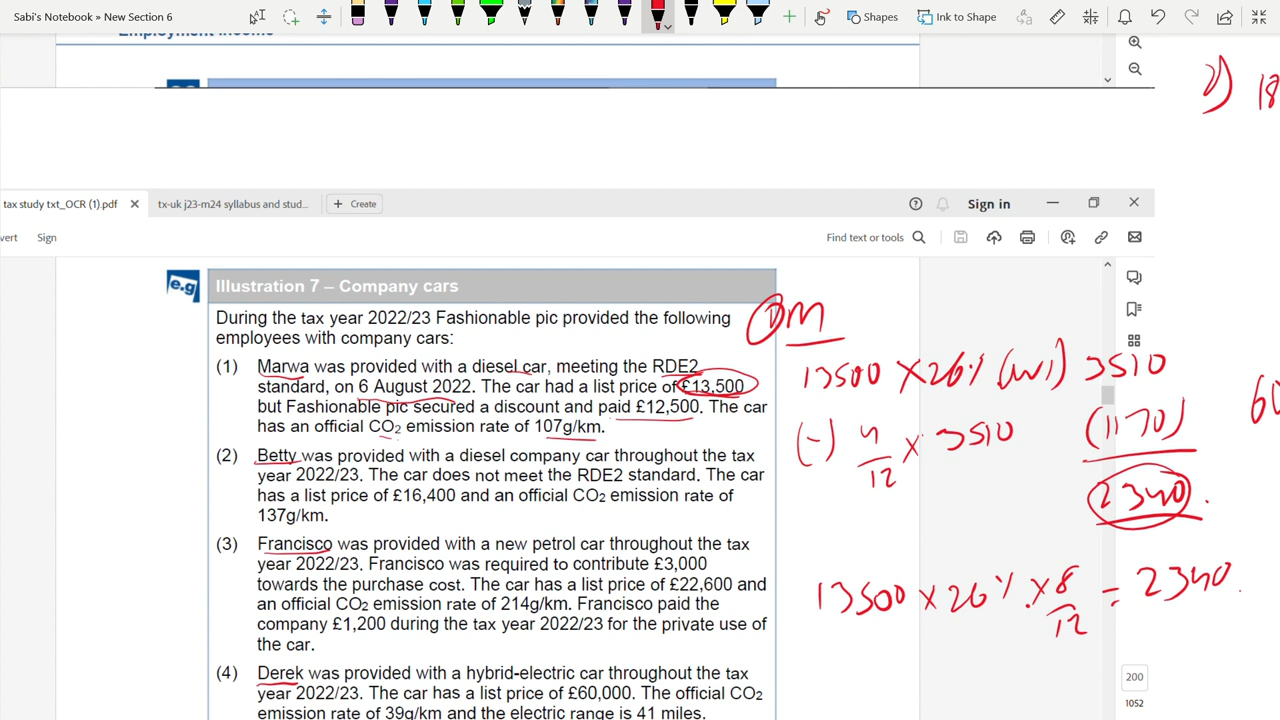 Sabi's Notebook » New Section 6
Shapes
Ink to Shape
Employment income
2) 18
tax study txt_OCR (1).pdf
tx-uk j23-m24 syllabus and stud...
Create
Sign in
vert
Sign
Find text or tools
e.g
Illustration 7 – Company cars
During the tax year 2022/23 Fashionable pic provided the following
employees with company cars:
(1) Marwa was provided with a diesel car, meeting the RDE2
standard, on 6 August 2022. The car had a list price of £13,500
but Fashionable pic secured a discount and paid £12,500. The car
has an official CO2 emission rate of 107g/km.
(2) Betty was provided with a diesel company car throughout the tax
year 2022/23. The car does not meet the RDE2 standard. The car
has a list price of £16,400 and an official CO2 emission rate of
137g/km.
(3) Francisco was provided with a new petrol car throughout the tax
year 2022/23. Francisco was required to contribute £3,000
towards the purchase cost. The car has a list price of £22,600 and
an official CO2 emission rate of 214g/km. Francisco paid the
company £1,200 during the tax year 2022/23 for the private use of
the car.
(4) Derek was provided with a hybrid-electric car throughout the tax
year 2022/23. The car has a list price of £60,000. The official CO2
emission rate of 39g/km and the electric range is 41 miles.
① M
13500 × 26% (W1) 3510
(-) 4/12 × 3510 (1170)
2340.
13500 × 26% × 8/12 = 2340.
60
200
1052